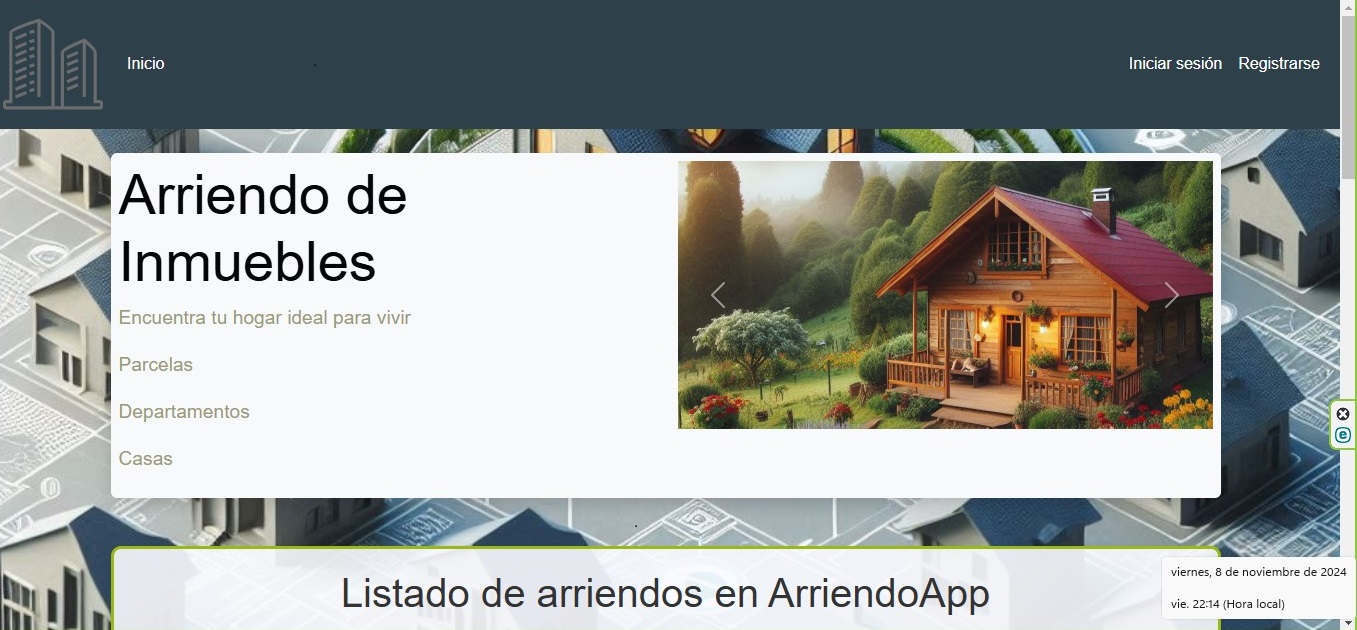 Inicio
Iniciar sesión
Registrarse
Arriendo de
Inmuebles
Encuentra tu hogar ideal para vivir
Parcelas
Departamentos
Casas
Listado de arriendos en ArriendoApp
viernes, 8 de noviembre de 2024
vie. 22:14 (Hora local)